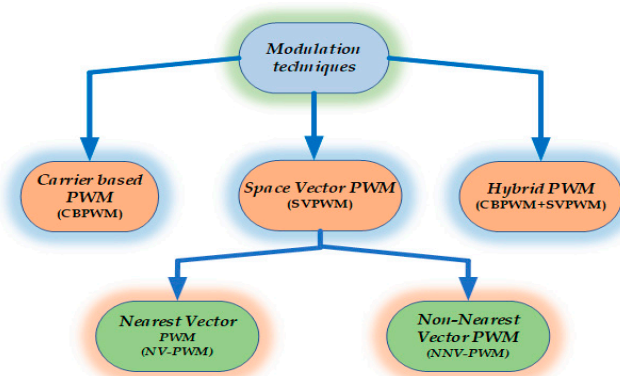 Modulation
techniques
Carrier based
PWM
(CBPWM)
Space Vector PWM
(SVPWM)
Hybrid PWM
(CBPWM+SVPWM)
Nearest Vector
PWM
(NV-PWM)
Non-Nearest
Vector PWM
(NNV-PWM)